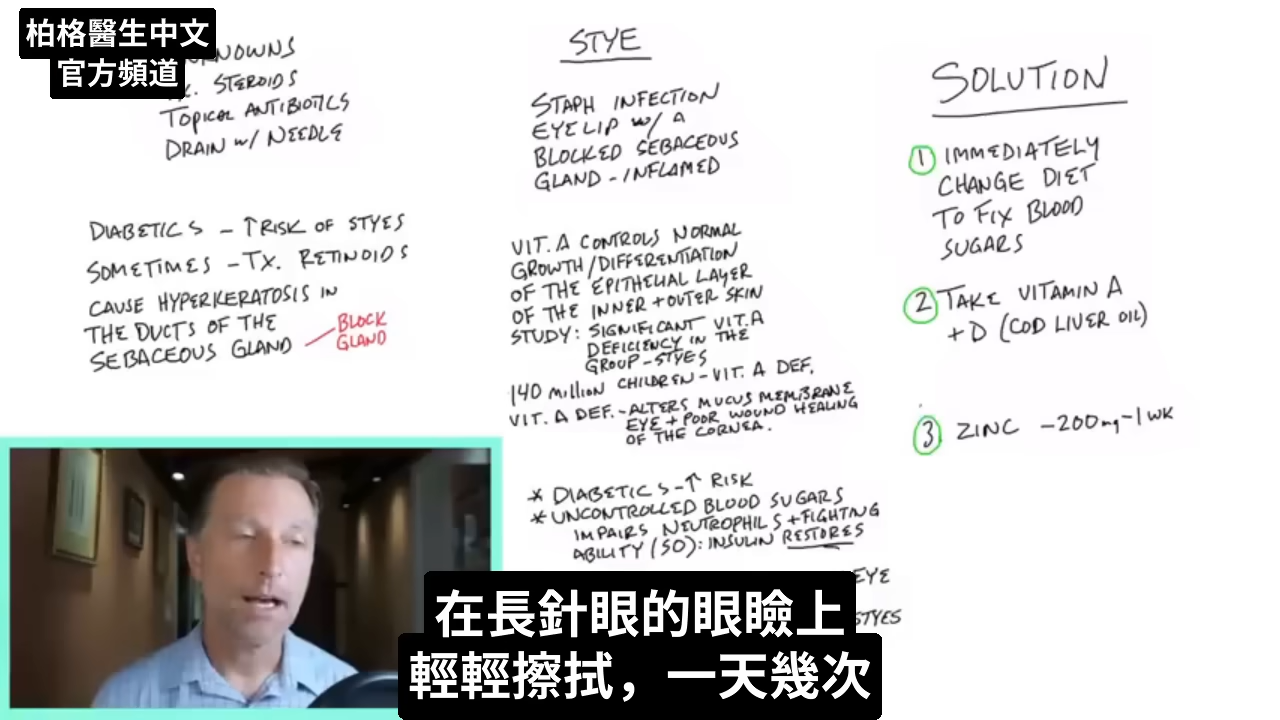 柏格醫生中文
官方頻道
STEROIDS
TOPICAL ANTIBIOTICS
DRAIN w/ NEEDLE
DIABETICS - ↑RISK OF STYES
SOMETIMES - TX. RETINOIDS
CAUSE HYPERKERATOSIS IN
THE DUCTS OF THE
SEBACEOUS GLAND
BLOCK
GLAND
STYE
STAPH INFECTION
EYELIP w/ A
BLOCKED SEBACEOUS
GLAND - INFLAMED
VIT. A CONTROLS NORMAL
GROWTH/DIFFERENTIATION
OF THE EPITHELIAL LAYER
OF THE INNER + OUTER SKIN
STUDY: SIGNIFICANT VIT. A
DEFICIENCY IN THE
GROUP - STYES
140 MILLION CHILDREN - VIT. A DEF.
VIT. A DEF. - ALTERS MUCUS MEMBRANE
EYE + POOR WOUND HEALING
OF THE CORNEA.
* DIABETICS - ↑ RISK
* UNCONTROLLED BLOOD SUGARS
IMPAIRS NEUTROPHILS + FIGHTING
ABILITY (SO): INSULIN RESTORES
EYE
STYES
SOLUTION
1 IMMEDIATELY
CHANGE DIET
TO FIX BLOOD
SUGARS
2 TAKE VITAMIN A
+ D (COD LIVER OIL)
3 ZINC - 200mg - 1 WK
在長針眼的眼瞼上
輕輕擦拭，一天幾次